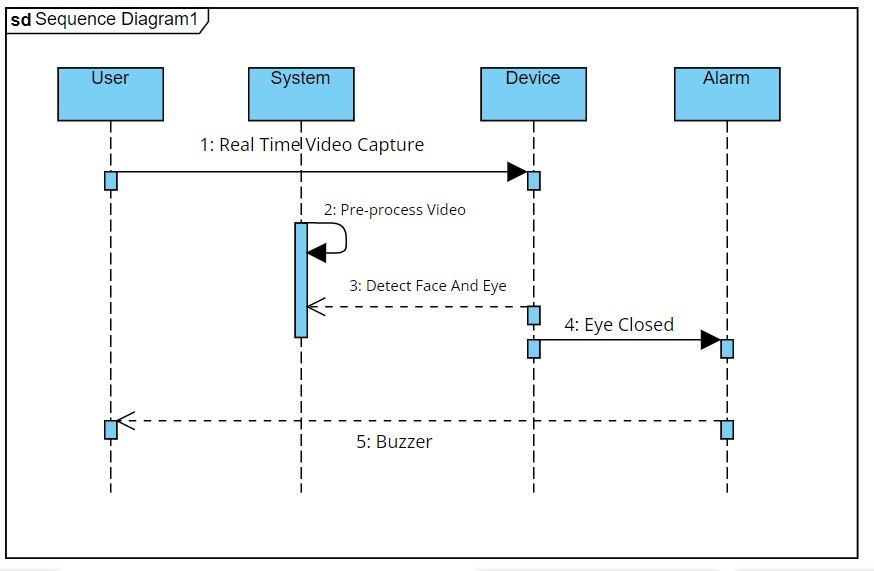 sd Sequence Diagram1
User
System
Device
Alarm
1: Real Time Video Capture
2: Pre-process Video
3: Detect Face And Eye
4: Eye Closed
5: Buzzer